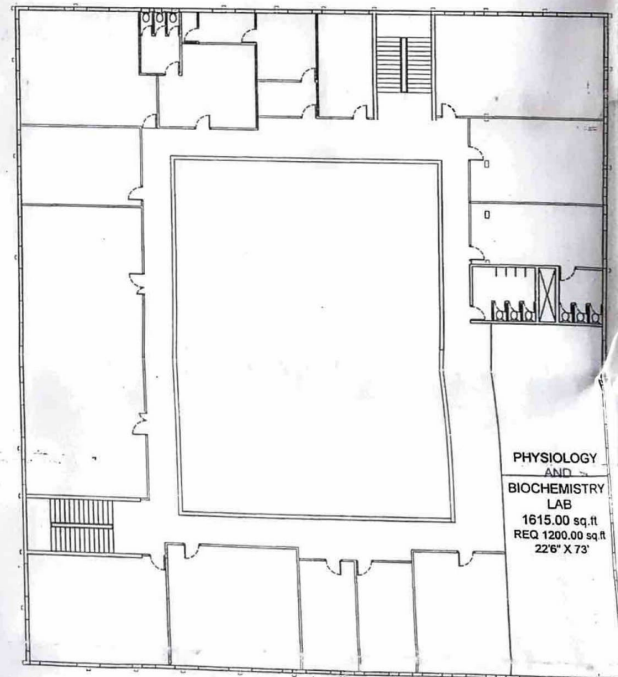 PHYSIOLOGY
AND
BIOCHEMISTRY
LAB
1615.00 sq.ft
REQ 1200.00 sq.ft
22'6" X 73'